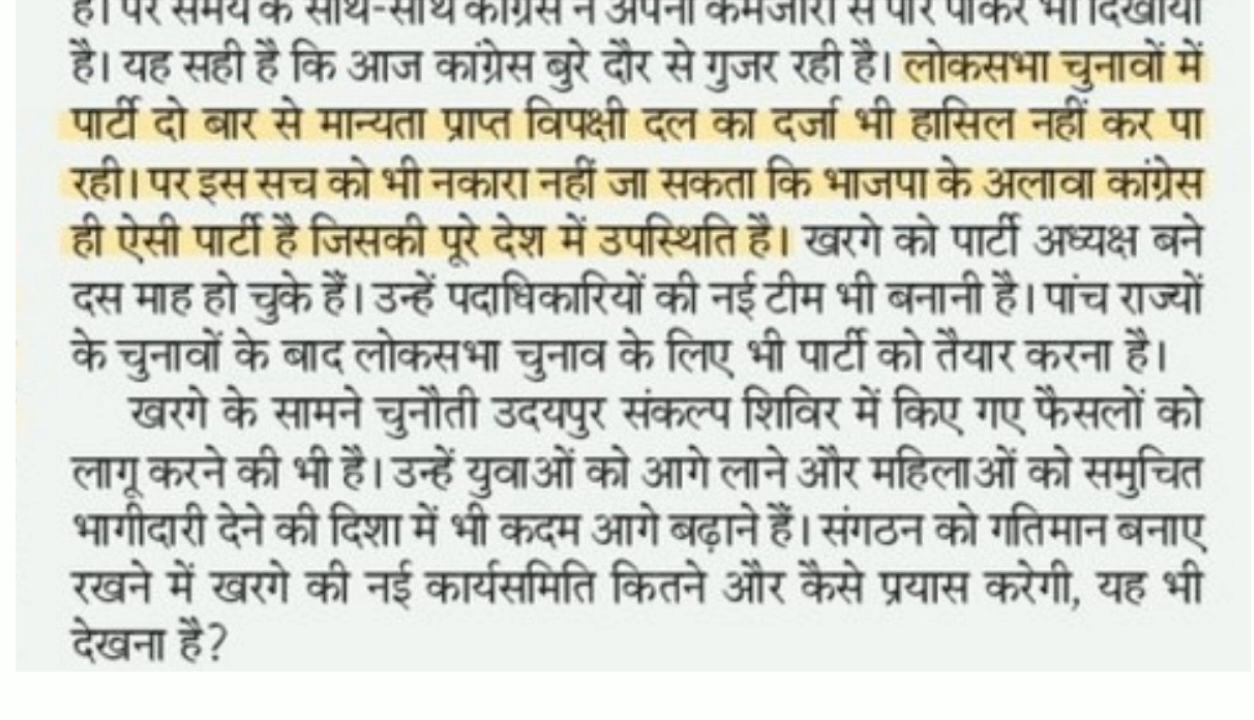 है। पर समय के साथ-साथ कांग्रेस ने अपनी कमजोरी से पार पाकर भी दिखाया
है। यह सही है कि आज कांग्रेस बुरे दौर से गुजर रही है। लोकसभा चुनावों में
पार्टी दो बार से मान्यता प्राप्त विपक्षी दल का दर्जा भी हासिल नहीं कर पा
रही। पर इस सच को भी नकारा नहीं जा सकता कि भाजपा के अलावा कांग्रेस
ही ऐसी पार्टी है जिसकी पूरे देश में उपस्थिति है। खरगे को पार्टी अध्यक्ष बने
दस माह हो चुके हैं। उन्हें पदाधिकारियों की नई टीम भी बनानी है। पांच राज्यों
के चुनावों के बाद लोकसभा चुनाव के लिए भी पार्टी को तैयार करना है।
खरगे के सामने चुनौती उदयपुर संकल्प शिविर में किए गए फैसलों को
लागू करने की भी है। उन्हें युवाओं को आगे लाने और महिलाओं को समुचित
भागीदारी देने की दिशा में भी कदम आगे बढ़ाने हैं। संगठन को गतिमान बनाए
रखने में खरगे की नई कार्यसमिति कितने और कैसे प्रयास करेगी, यह भी
देखना है?